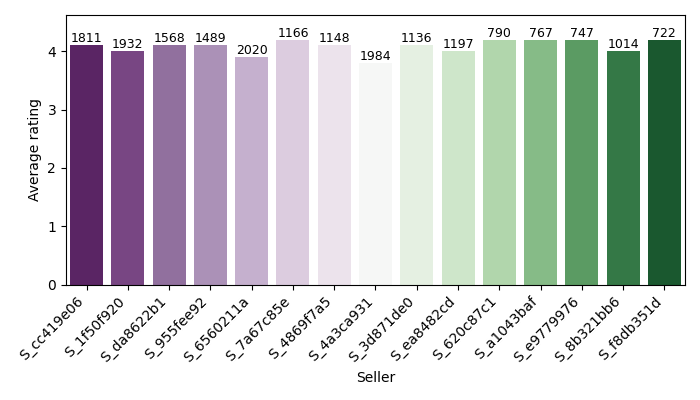 1811 1932 1568 1489 2020 1166 1148 1984 1136 1197 790 767 747 1014 722
4
3
2
1
0
Average rating
S_cc419e06 S_1f50f920 S_da8622b1 S_955fee92 S_6560211a S_7a67c85e S_4869f7a5 S_4a3ca931 S_3d871de0 S_ea8482cd S_620c87c1 S_a1043baf S_e9779976 S_8b321bb6 S_f8db351d
Seller